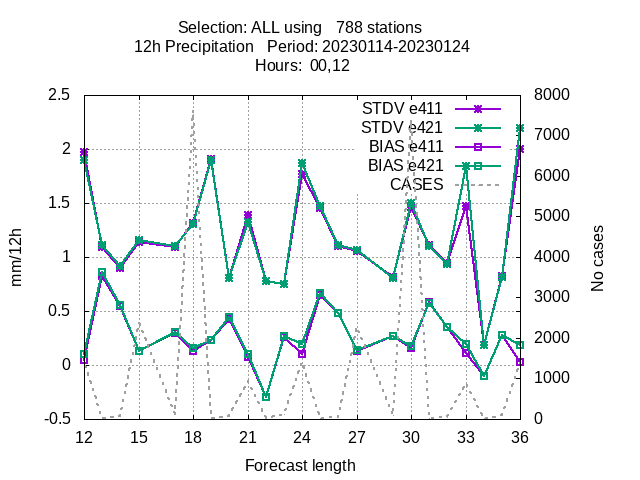 Selection: ALL using   788 stations
12h Precipitation   Period: 20230114-20230124
Hours:  00,12
STDV e411
STDV e421
BIAS e411
BIAS e421
CASES
mm/12h
2.5
2
1.5
1
0.5
0
-0.5
8000
7000
6000
5000
4000
3000
2000
1000
0
No cases
12 15 18 21 24 27 30 33 36
Forecast length